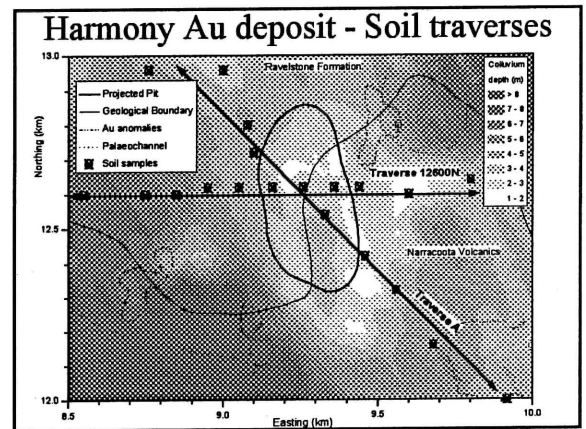 Harmony Au deposit - Soil traverses
13.0
Ravelstone Formation
Colluvium
depth (m)
> 8
7 - 8
6 - 7
5 - 6
4 - 5
3 - 4
2 - 3
1 - 2
Projected Pit
Geological Boundary
Au anomalies
Palaeochannel
Soil samples
Northing (km)
Traverse 12600N
12.5
Narracoota Volcanics
Traverse A
12.0
8.5
9.0
9.5
10.0
Easting (km)